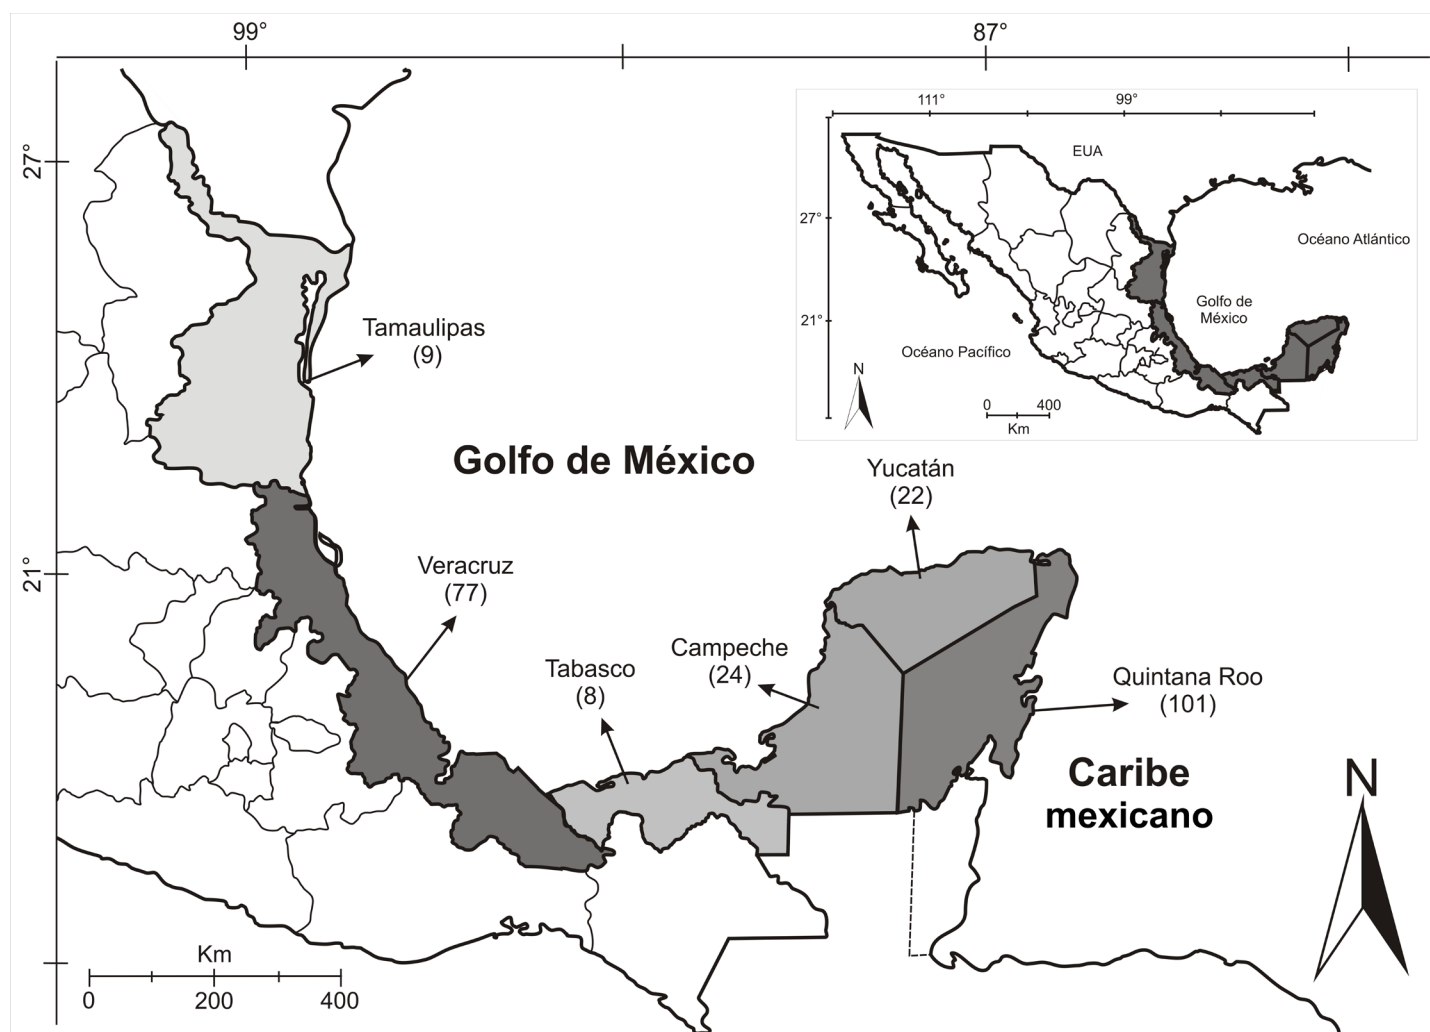 99°
87°
27°
21°
Tamaulipas
(9)
Golfo de México
Veracruz
(77)
Tabasco
(8)
Campeche
(24)
Yucatán
(22)
Quintana Roo
(101)
Caribe
mexicano
N
Km
0 200 400
111° 99°
27°
21°
EUA
Océano Atlántico
Golfo de
México
Océano Pacífico
N
0 400
Km